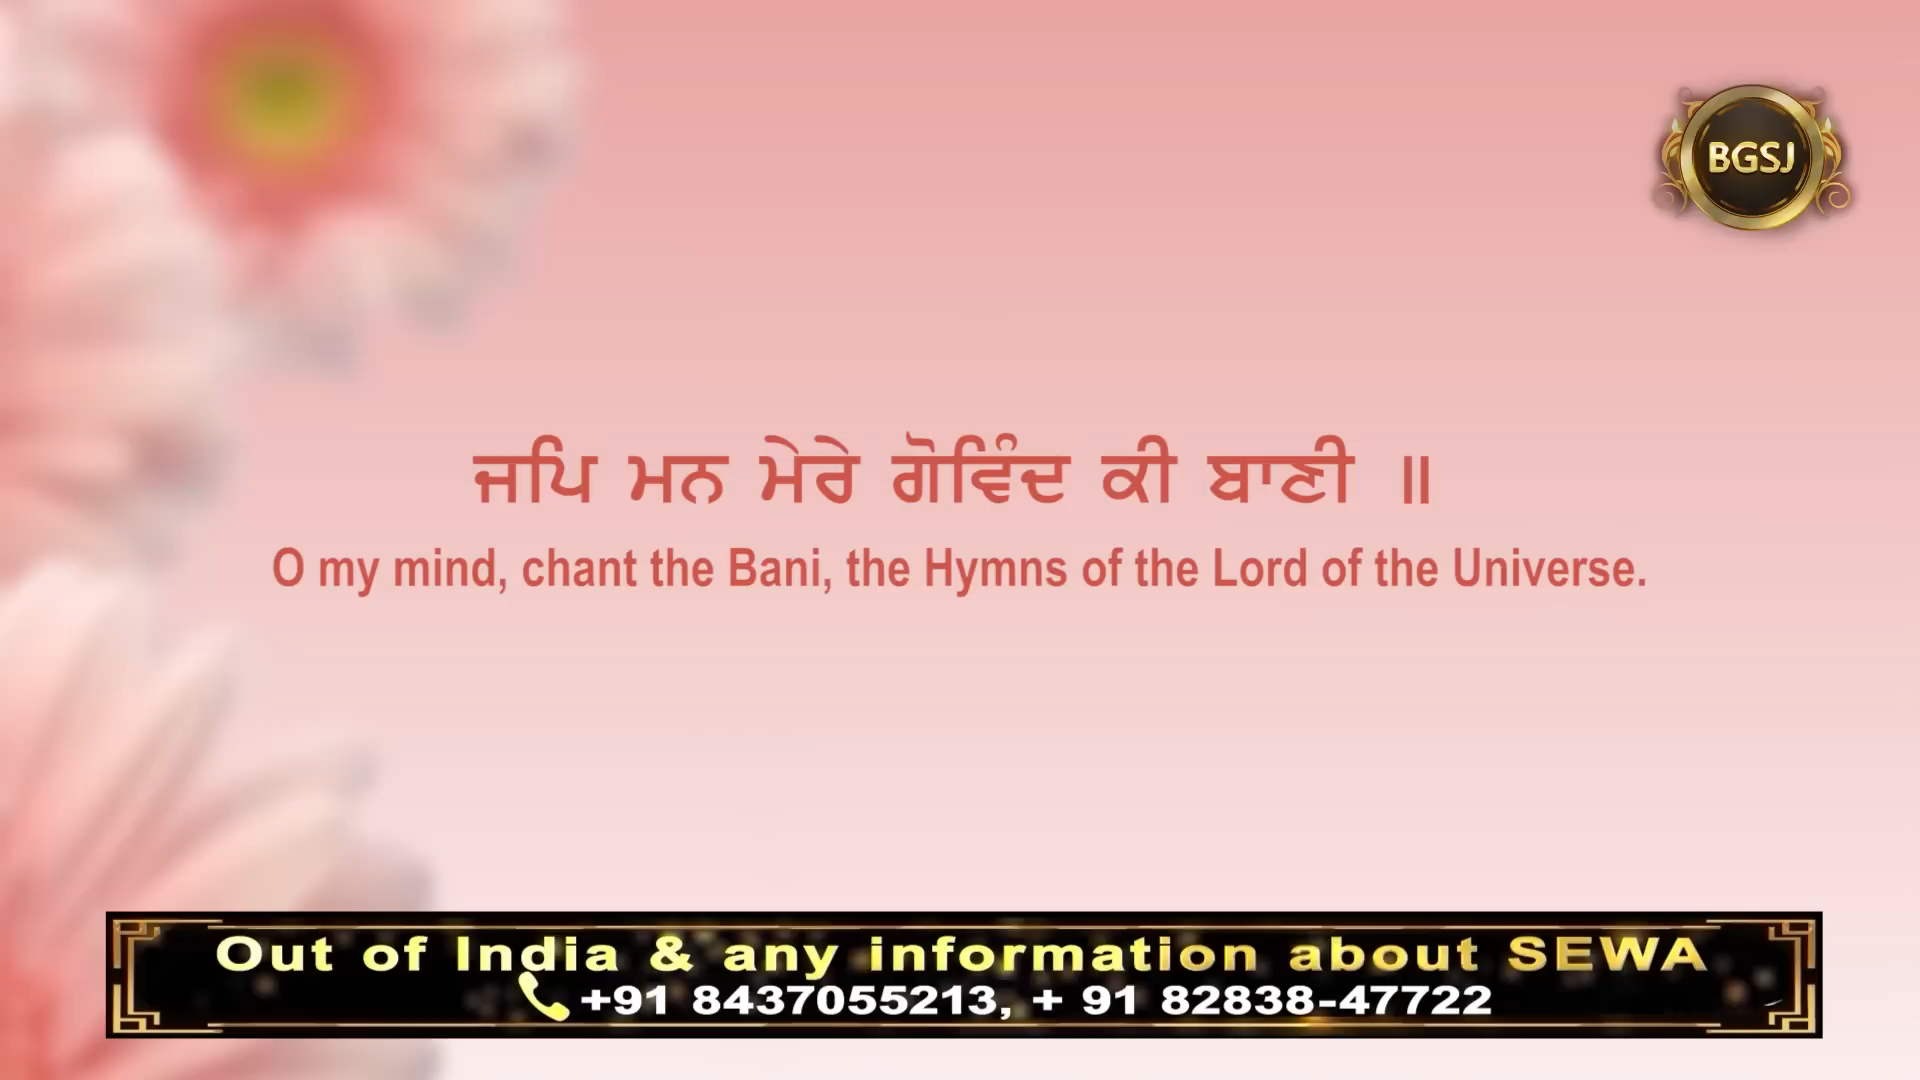 BGSJ
ਜਪਿ ਮਨ ਮੇਰੇ ਗੋਵਿੰਦ ਕੀ ਬਾਣੀ ॥
O my mind, chant the Bani, the Hymns of the Lord of the Universe.
Out of India & any information about SEWA
+91 8437055213, + 91 82838-47722